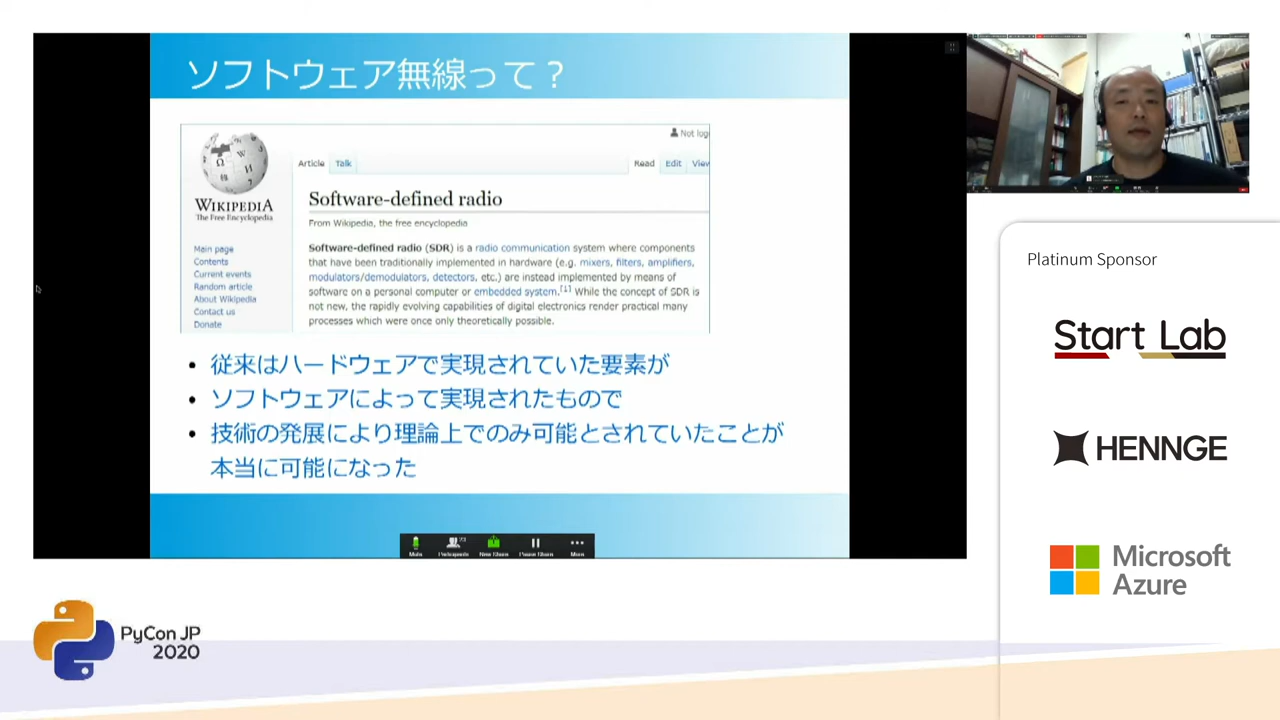 ソフトウェア無線って？
Not log
Article Talk Read Edit View
WIKIPEDIA
The Free Encyclopedia
Software-defined radio
From Wikipedia, the free encyclopedia
Main page
Contents
Current events
Random article
About Wikipedia
Contact us
Donate
Software-defined radio (SDR) is a radio communication system where components
that have been traditionally implemented in hardware (e.g. mixers, filters, amplifiers,
modulators/demodulators, detectors, etc.) are instead implemented by means of
software on a personal computer or embedded system.[1] While the concept of SDR is
not new, the rapidly evolving capabilities of digital electronics render practical many
processes which were once only theoretically possible.
• 従来はハードウェアで実現されていた要素が
• ソフトウェアによって実現されたもので
• 技術の発展により理論上でのみ可能とされていたことが
本当に可能になった
Mute Participants New Share Pause Share More
Platinum Sponsor
Start Lab
HENNGE
Microsoft
Azure
PyCon JP
2020